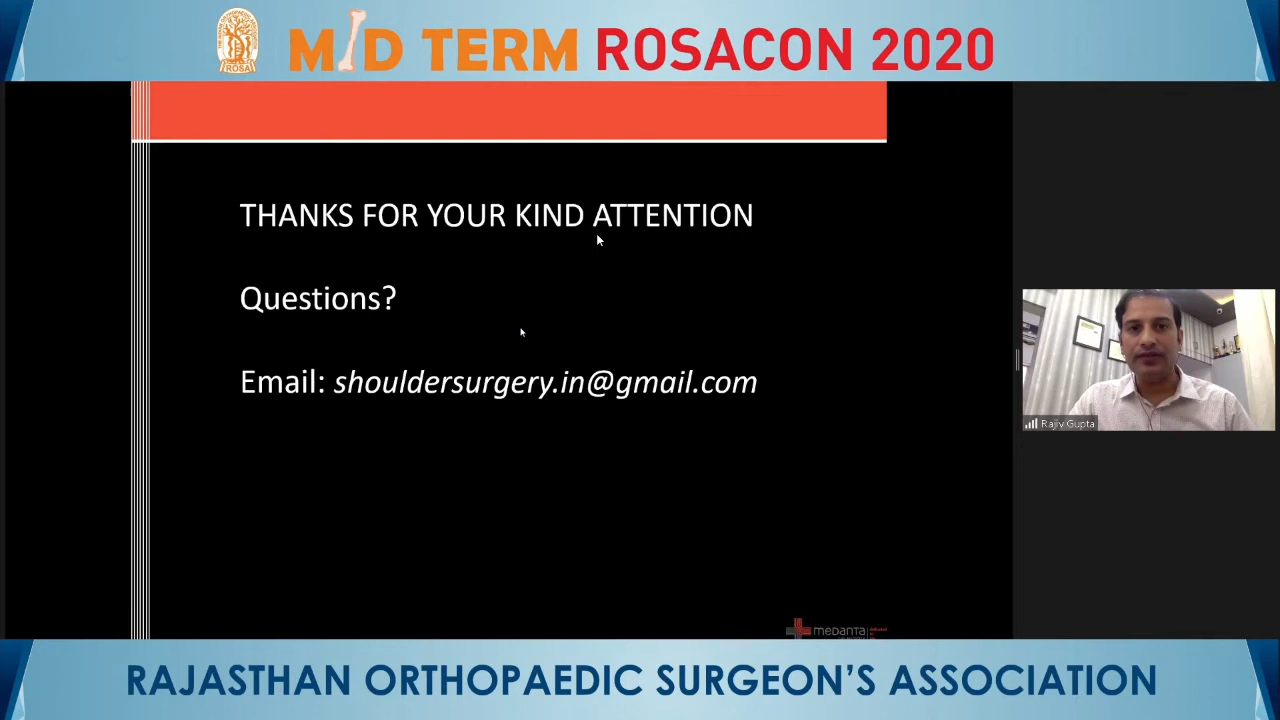 MID TERM ROSACON 2020
ROSA
THANKS FOR YOUR KIND ATTENTION
Questions?
Email: shouldersurgery.in@gmail.com
Rajiv Gupta
medanta
RAJASTHAN ORTHOPAEDIC SURGEON'S ASSOCIATION